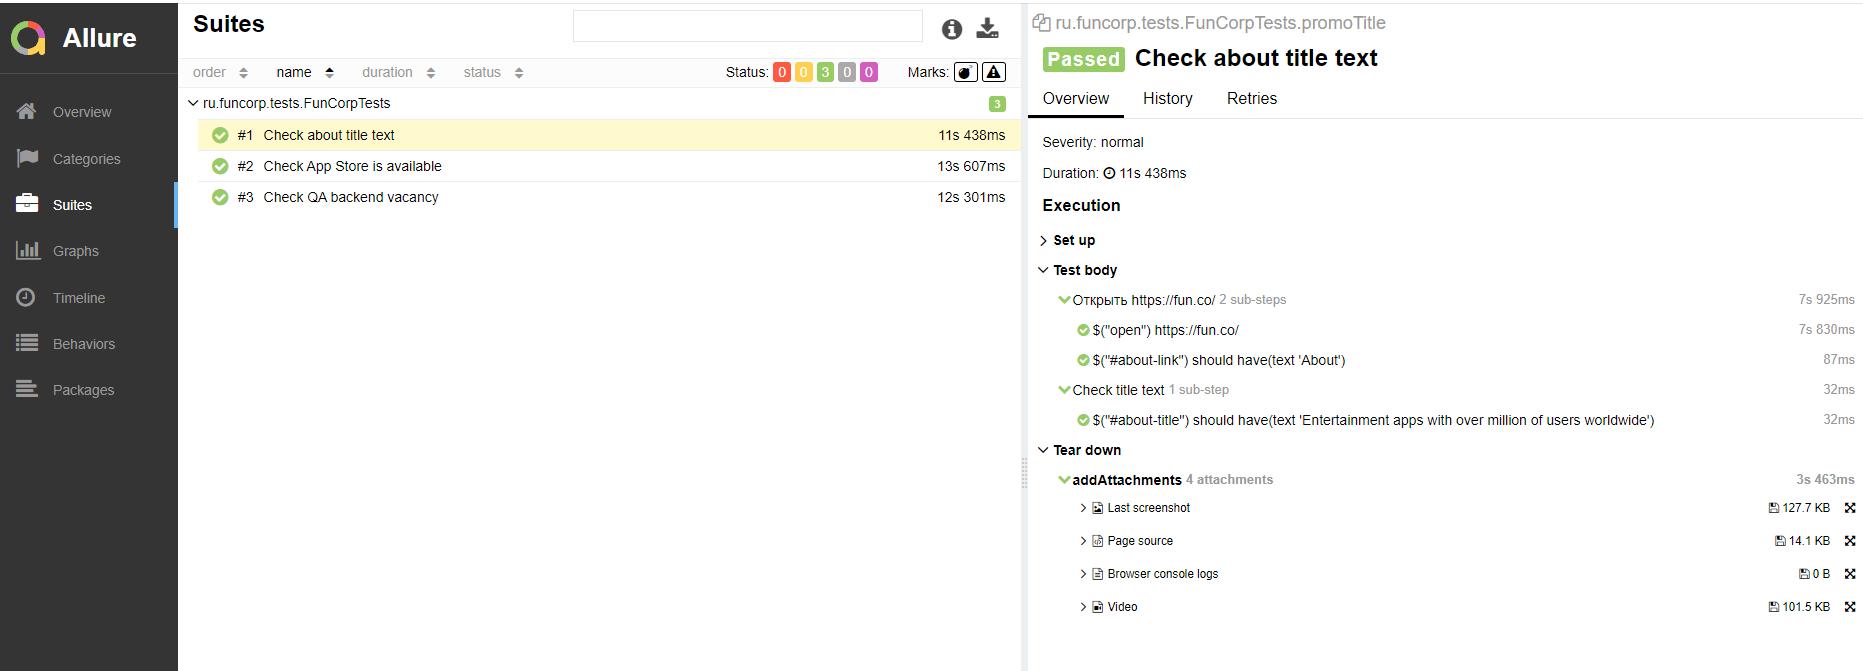 Allure
Overview
Categories
Suites
Graphs
Timeline
Behaviors
Packages
Suites
order name duration status Status: 0 0 3 0 0 Marks:
ru.funcorp.tests.FunCorpTests 3
#1 Check about title text 11s 438ms
#2 Check App Store is available 13s 607ms
#3 Check QA backend vacancy 12s 301ms
ru.funcorp.tests.FunCorpTests.promoTitle
Passed Check about title text
Overview History Retries
Severity: normal
Duration: 11s 438ms
Execution
Set up
Test body
Открыть https://fun.co/ 2 sub-steps 7s 925ms
$("open") https://fun.co/ 7s 830ms
$("#about-link") should have(text 'About') 87ms
Check title text 1 sub-step 32ms
$("#about-title") should have(text 'Entertainment apps with over million of users worldwide') 32ms
Tear down
addAttachments 4 attachments 3s 463ms
Last screenshot 127.7 KB
Page source 14.1 KB
Browser console logs 0 B
Video 101.5 KB